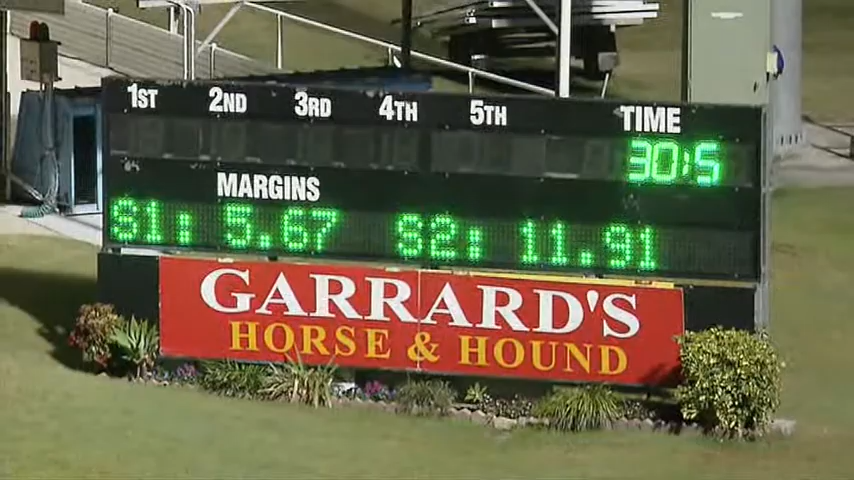 1ST 2ND 3RD 4TH 5TH TIME
30:5
MARGINS
S1: 5.67 S2: 11.91
GARRARD'S
HORSE & HOUND